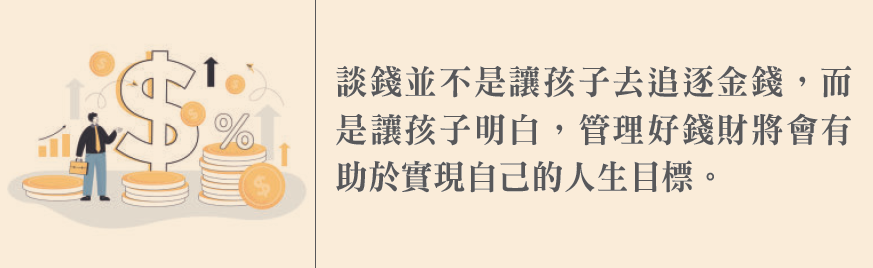 談錢並不是讓孩子去追逐金錢，而
是讓孩子明白，管理好錢財將會有
助於實現自己的人生目標。
$
%
$